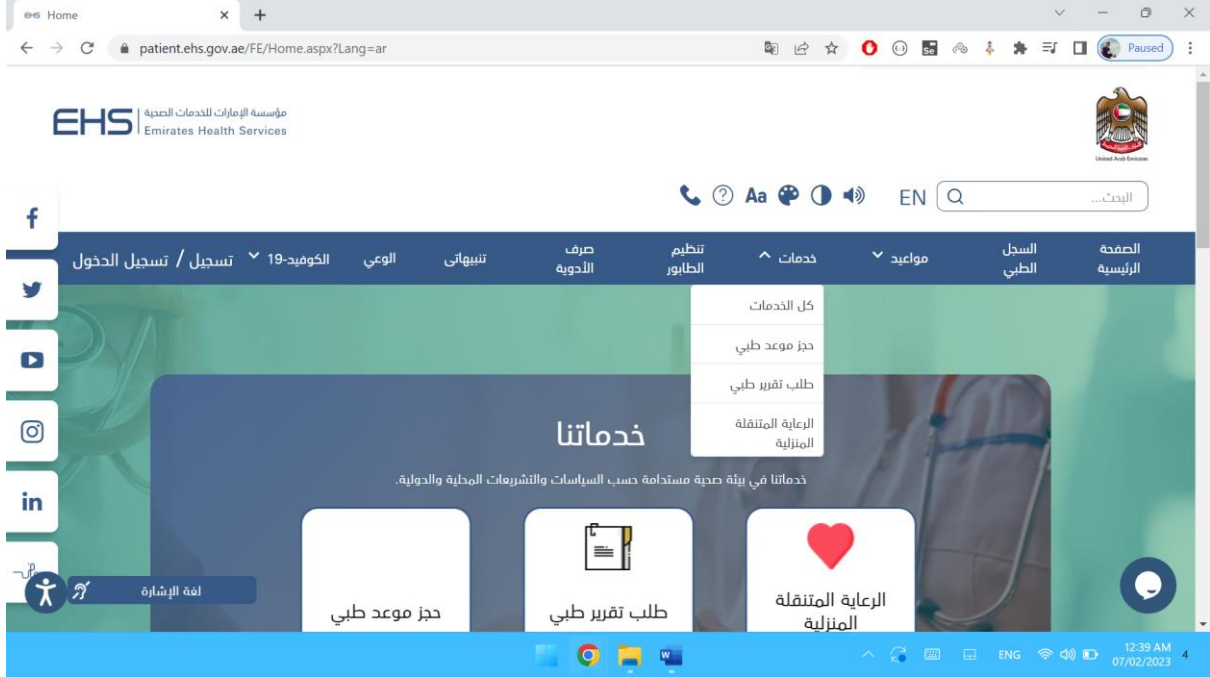 EHS Home
patient.ehs.gov.ae/FE/Home.aspx?Lang=ar
Paused
EHS
مؤسسة الإمارات للخدمات الصحية
Emirates Health Services
United Arab Emirates
Aa
EN
البحث...
الصفحة
الرئيسية
السجل
الطبي
مواعيد
خدمات
تنظيم
الطابور
صرف
الأدوية
تنبيهاتى
الوعي
الكوفيد-19
تسجيل / تسجيل الدخول
كل الخدمات
حجز موعد طبي
طلب تقرير طبي
الرعاية المتنقلة
المنزلية
خدماتنا
خدماتنا في بيئة صحية مستدامة حسب السياسات والتشريعات المحلية والدولية.
الرعاية المتنقلة
المنزلية
طلب تقرير طبي
حجز موعد طبي
f
in
لغة الإشارة
ENG
12:39 AM
07/02/2023
4